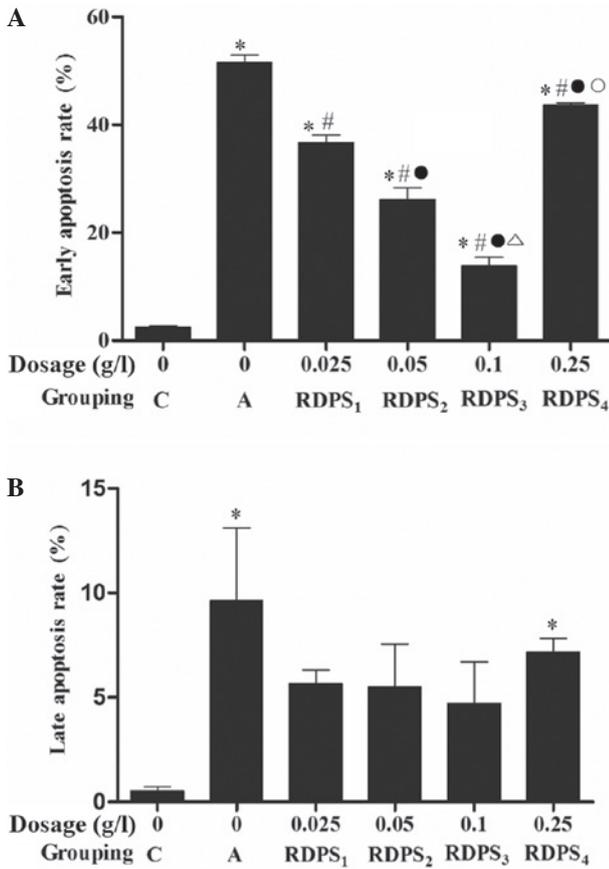 A
Early apoptosis rate (%)
60
40
20
0
*
* #
*#●
*#●△
*#●○
Dosage (g/l) 0 0 0.025 0.05 0.1 0.25
Grouping C A RDPS₁ RDPS₂ RDPS₃ RDPS₄
B
Late apoptosis rate (%)
15
10
5
0
*
*
Dosage (g/l) 0 0 0.025 0.05 0.1 0.25
Grouping C A RDPS₁ RDPS₂ RDPS₃ RDPS₄